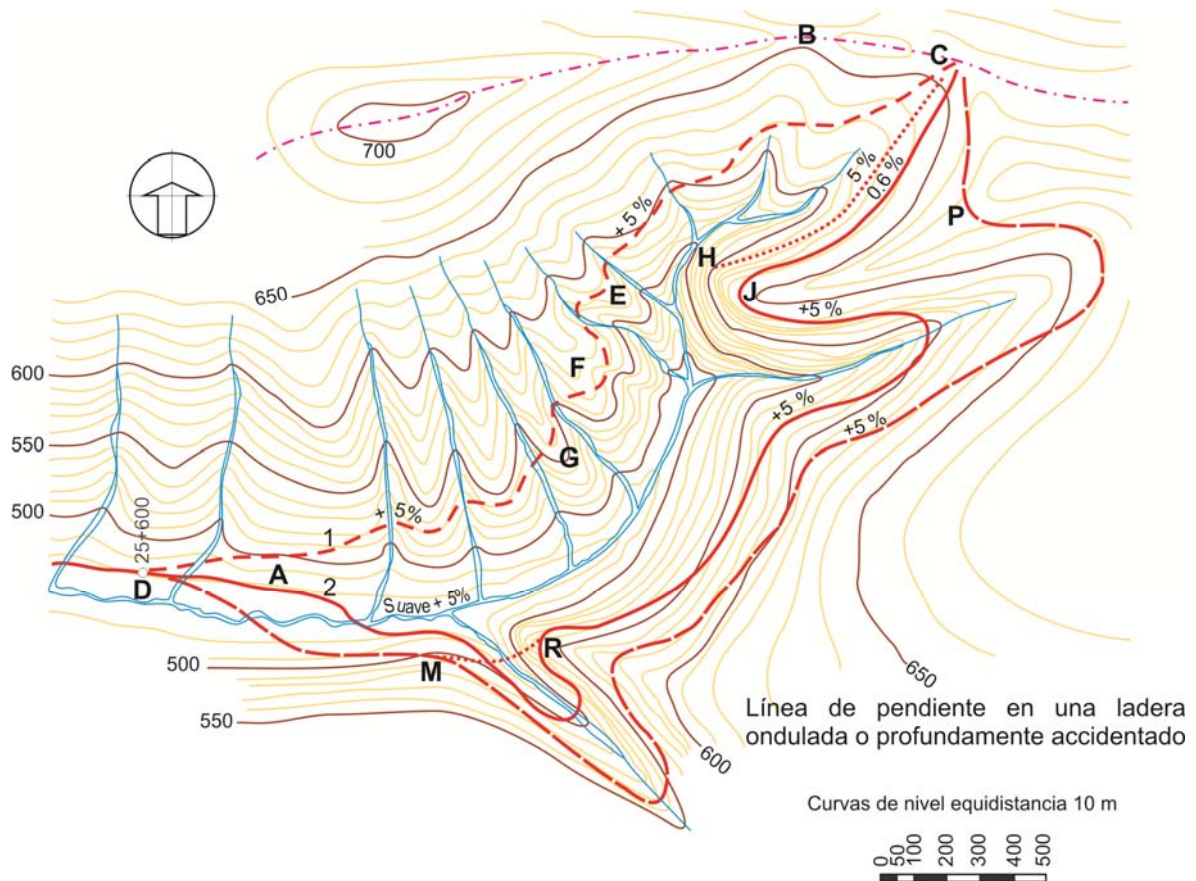 B
C
700
5 %
0.6 %
+ 5 %
P
H
650
E
J
+5 %
600
F
+5 %
+5 %
550
G
500
25+600
1
+ 5%
A
D
2
Suave + 5%
R
500
M
650
550
Línea de pendiente en una ladera
ondulada o profundamente accidentado
600
Curvas de nivel equidistancia 10 m
0 50 100 200 300 400 500